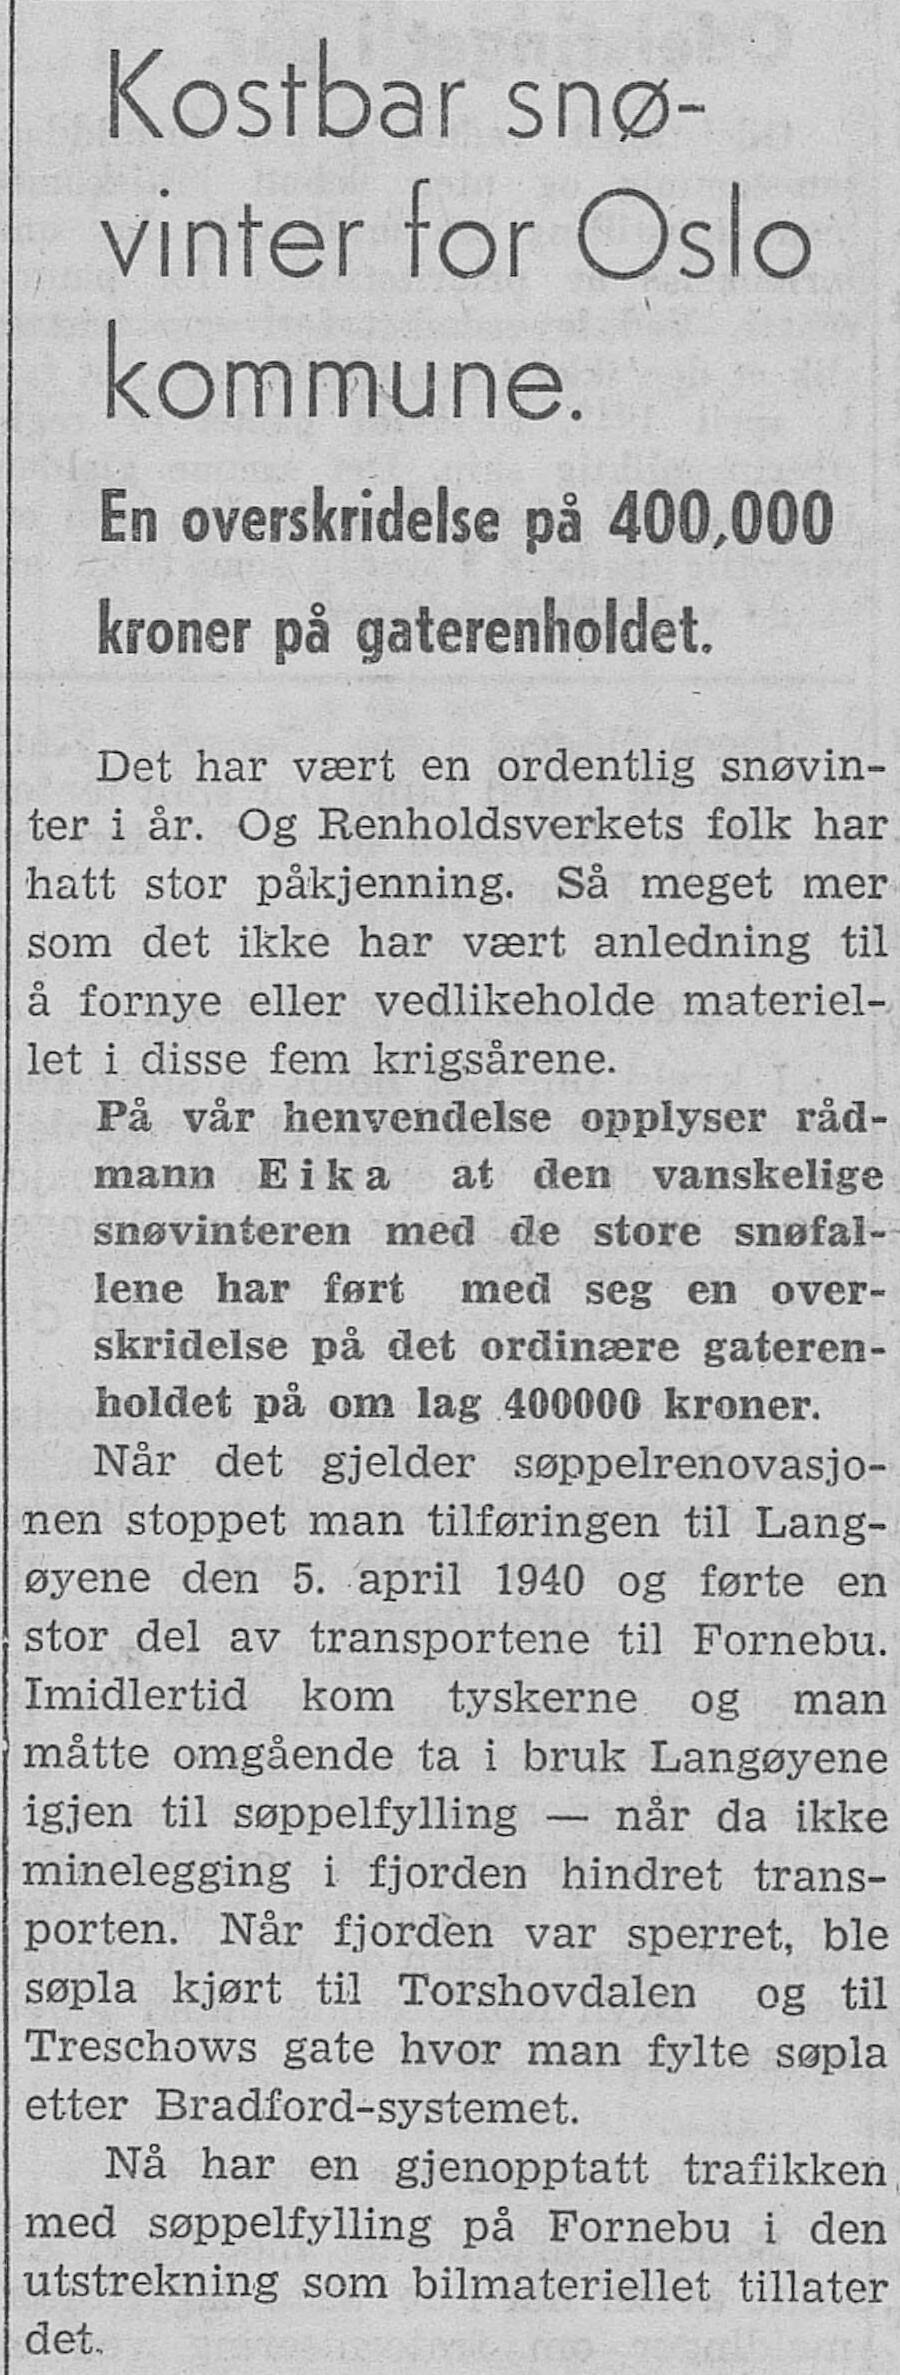 Kostbar snø-
vinter for Oslo
kommune.
En overskridelse på 400,000
kroner på gaterenholdet.
Det har vært en ordentlig snøvin-
ter i år. Og Renholdsverkets folk har
hatt stor påkjenning. Så meget mer
som det ikke har vært anledning til
å fornye eller vedlikeholde materiel-
let i disse fem krigsårene.
På vår henvendelse opplyser råd-
mann Eika at den vanskelige
snøvinteren med de store snøfal-
lene har ført med seg en over-
skridelse på det ordinære gateren-
holdet på om lag 400000 kroner.
Når det gjelder søppelrenovasjo-
nen stoppet man tilføringen til Lang-
øyene den 5. april 1940 og førte en
stor del av transportene til Fornebu.
Imidlertid kom tyskerne og man
måtte omgående ta i bruk Langøyene
igjen til søppelfylling — når da ikke
minelegging i fjorden hindret trans-
porten. Når fjorden var sperret, ble
søpla kjørt til Torshovdalen og til
Treschows gate hvor man fylte søpla
etter Bradford-systemet.
Nå har en gjenopptatt trafikken
med søppelfylling på Fornebu i den
utstrekning som bilmateriellet tillater
det.